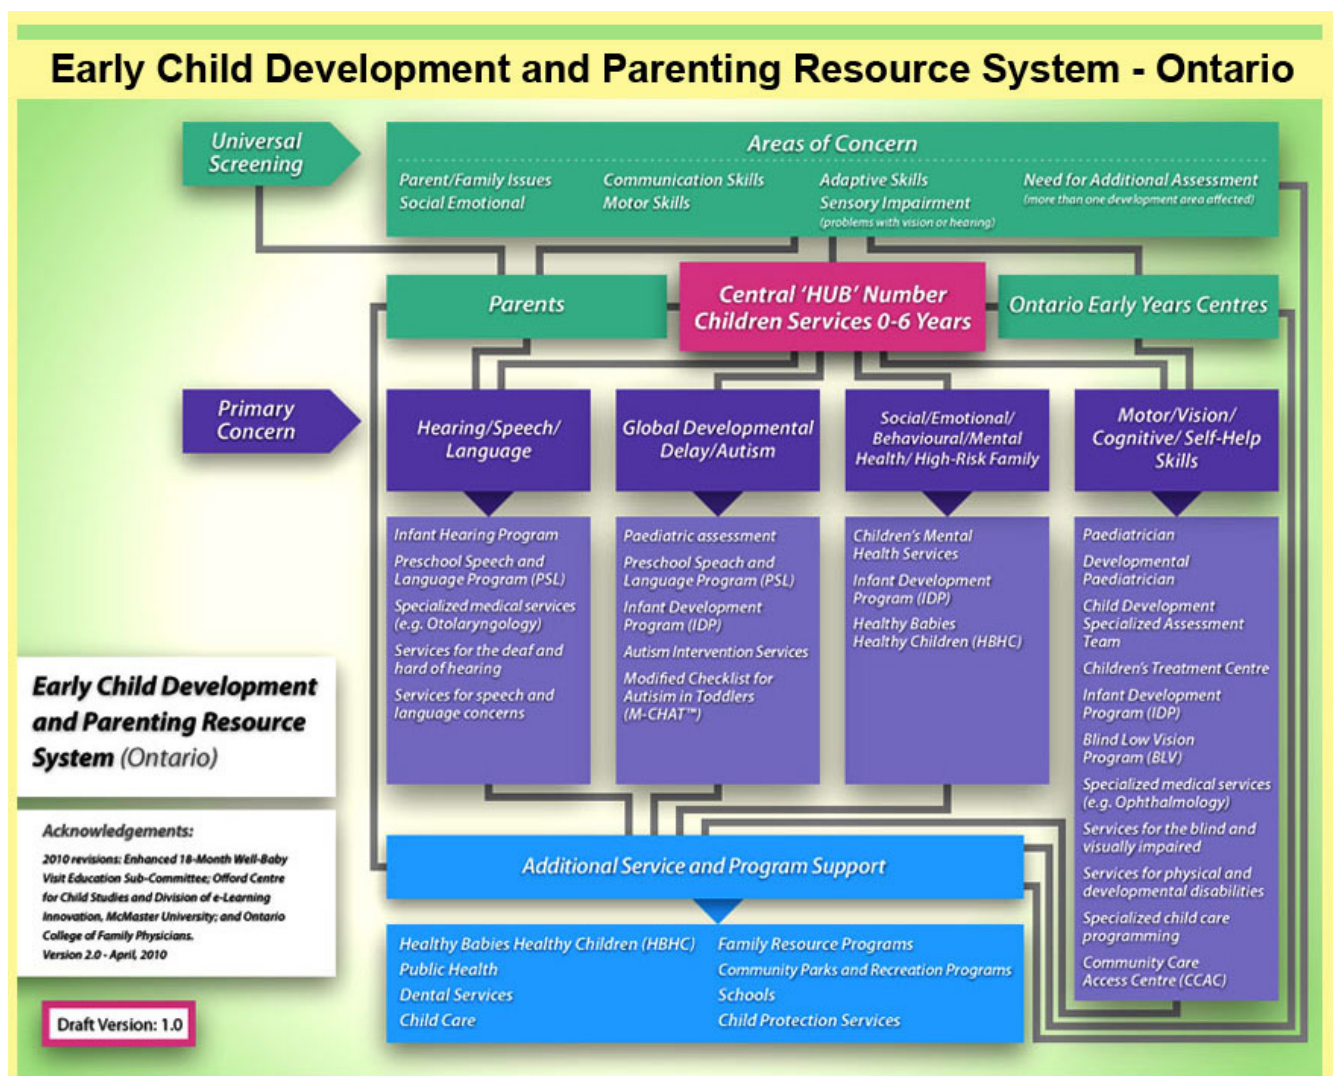 Early Child Development and Parenting Resource System - Ontario
Universal
Screening
Areas of Concern
Parent/Family Issues
Social Emotional
Communication Skills
Motor Skills
Adaptive Skills
Sensory Impairment
(problems with vision or hearing)
Need for Additional Assessment
(more than one development area affected)
Parents
Central ‘HUB’ Number
Children Services 0-6 Years
Ontario Early Years Centres
Primary
Concern
Hearing/Speech/
Language
Global Developmental
Delay/Autism
Social/Emotional/
Behavioural/Mental
Health/ High-Risk Family
Motor/Vision/
Cognitive/ Self-Help
Skills
Infant Hearing Program
Preschool Speech and
Language Program (PSL)
Specialized medical services
(e.g. Otolaryngology)
Services for the deaf and
hard of hearing
Services for speech and
language concerns
Paediatric assessment
Preschool Speach and
Language Program (PSL)
Infant Development
Program (IDP)
Autism Intervention Services
Modified Checklist for
Autisim in Toddlers
(M-CHAT™)
Children’s Mental
Health Services
Infant Development
Program (IDP)
Healthy Babies
Healthy Children (HBHC)
Paediatrician
Developmental
Paediatrician
Child Development
Specialized Assessment
Team
Children’s Treatment Centre
Infant Development
Program (IDP)
Blind Low Vision
Program (BLV)
Specialized medical services
(e.g. Ophthalmology)
Services for the blind and
visually impaired
Services for physical and
developmental disabilities
Specialized child care
programming
Community Care
Access Centre (CCAC)
Early Child Development
and Parenting Resource
System (Ontario)
Acknowledgements:
2010 revisions: Enhanced 18-Month Well-Baby
Visit Education Sub-Committee; Offord Centre
for Child Studies and Division of e-Learning
Innovation, McMaster University; and Ontario
College of Family Physicians.
Version 2.0 - April, 2010
Draft Version: 1.0
Additional Service and Program Support
Healthy Babies Healthy Children (HBHC)
Public Health
Dental Services
Child Care
Family Resource Programs
Community Parks and Recreation Programs
Schools
Child Protection Services